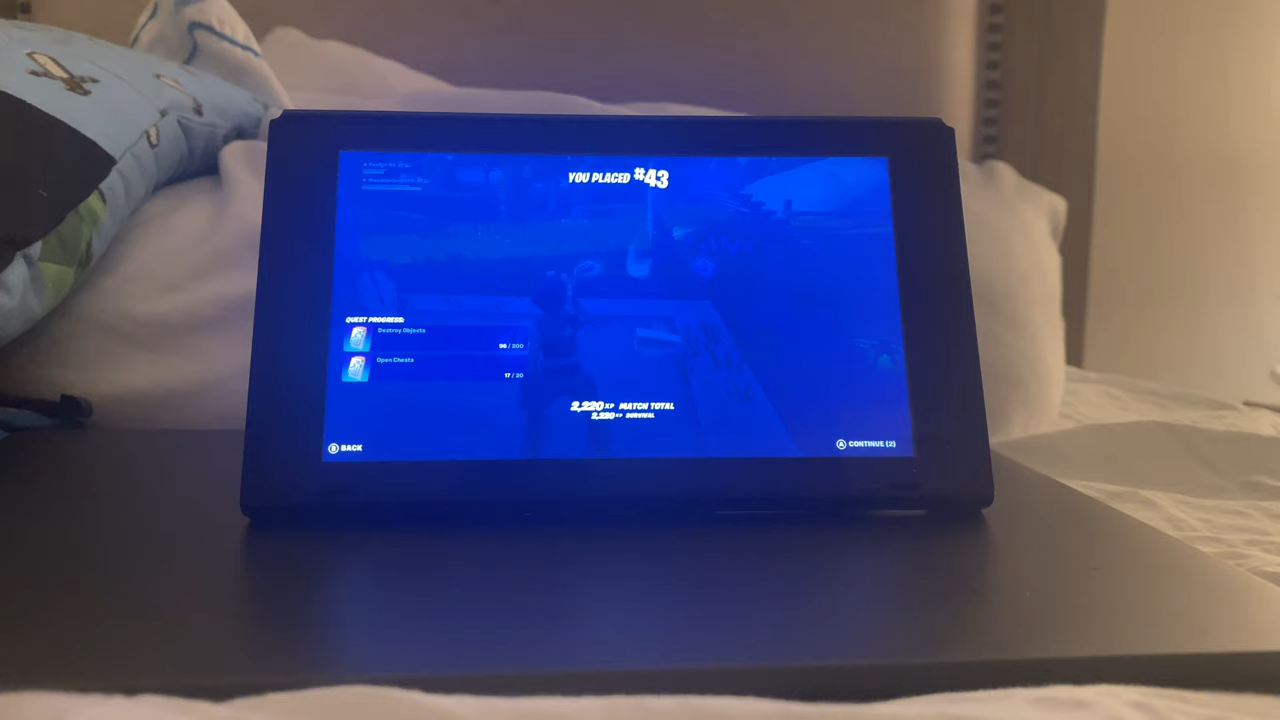 YOU PLACED #43
QUEST PROGRESS:
Destroy Objects
96 / 200
Open Chests
17 / 20
2,220 XP MATCH TOTAL
2,220 XP SURVIVAL
B BACK
A CONTINUE (2)